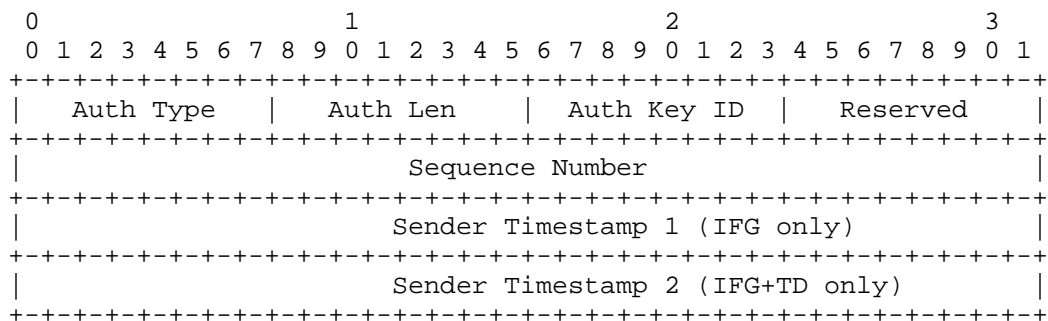 0                   1                   2                   3
 0 1 2 3 4 5 6 7 8 9 0 1 2 3 4 5 6 7 8 9 0 1 2 3 4 5 6 7 8 9 0 1
+-+-+-+-+-+-+-+-+-+-+-+-+-+-+-+-+-+-+-+-+-+-+-+-+-+-+-+-+-+-+-+-+
|   Auth Type   |   Auth Len    |  Auth Key ID  |   Reserved    |
+-+-+-+-+-+-+-+-+-+-+-+-+-+-+-+-+-+-+-+-+-+-+-+-+-+-+-+-+-+-+-+-+
|                        Sequence Number                        |
+-+-+-+-+-+-+-+-+-+-+-+-+-+-+-+-+-+-+-+-+-+-+-+-+-+-+-+-+-+-+-+-+
|                       Sender Timestamp 1 (IFG only)           |
+-+-+-+-+-+-+-+-+-+-+-+-+-+-+-+-+-+-+-+-+-+-+-+-+-+-+-+-+-+-+-+-+
|                       Sender Timestamp 2 (IFG+TD only)        |
+-+-+-+-+-+-+-+-+-+-+-+-+-+-+-+-+-+-+-+-+-+-+-+-+-+-+-+-+-+-+-+-+